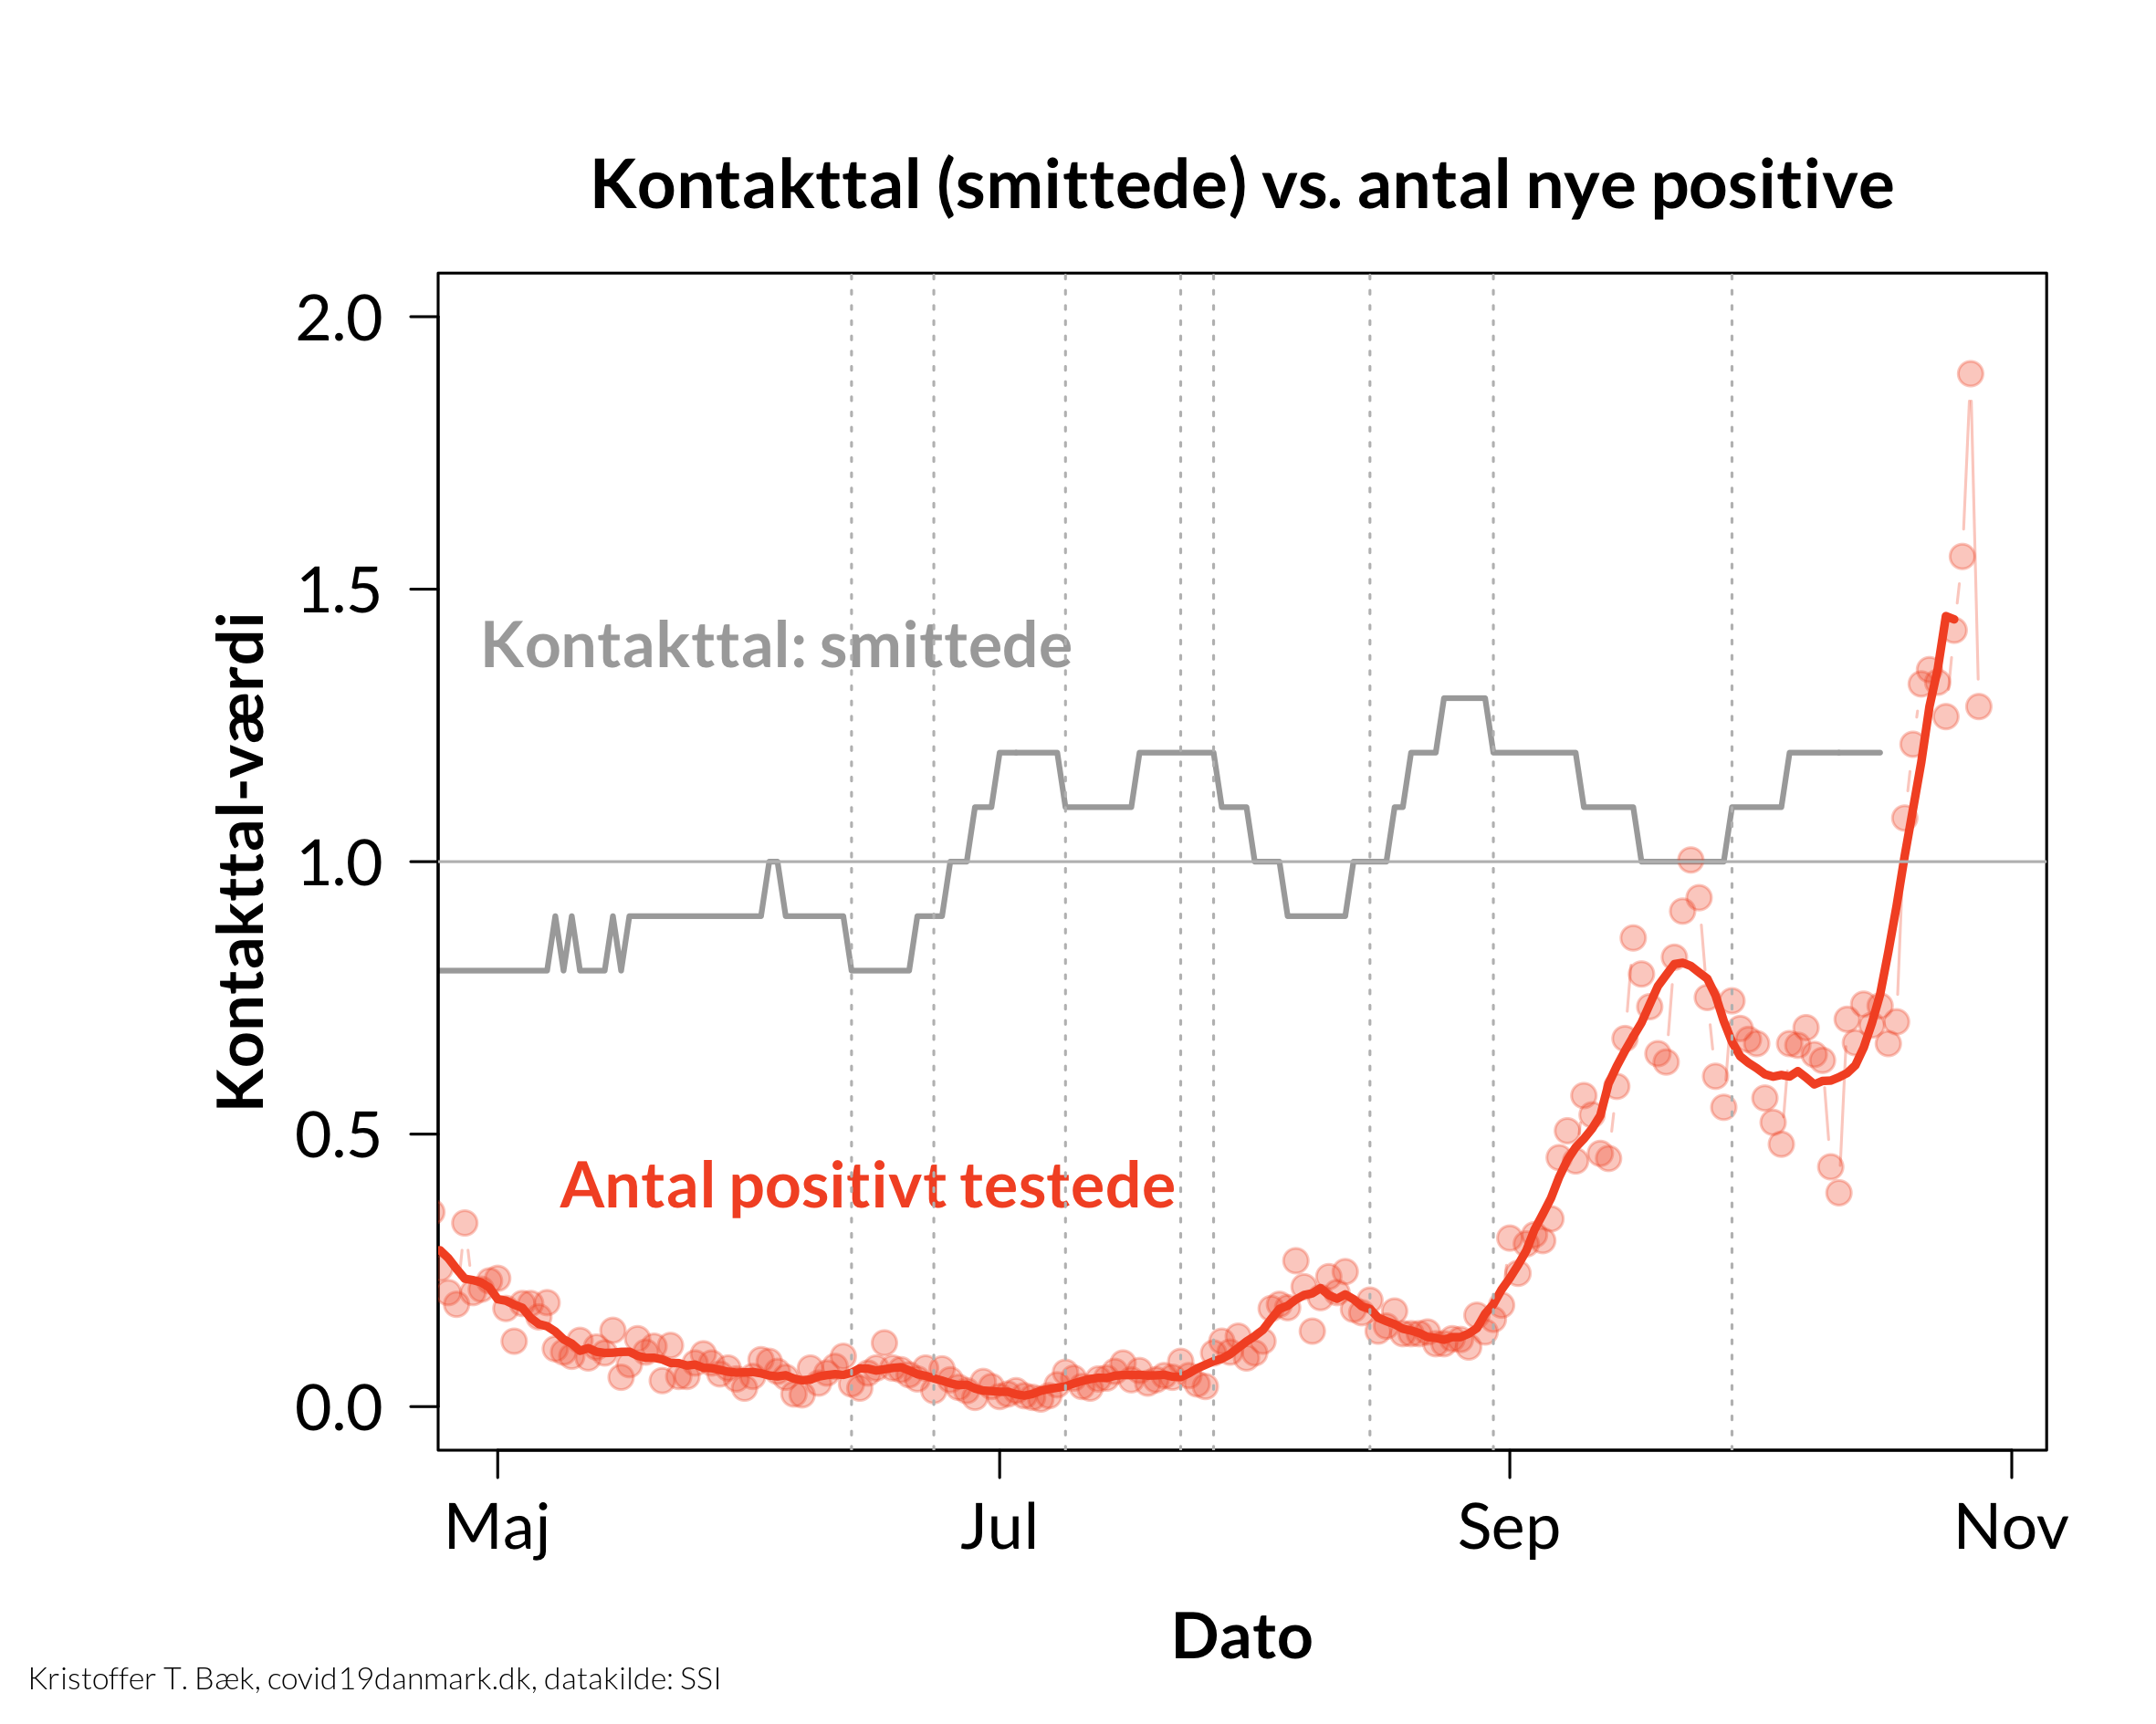 Kontakttal (smittede) vs. antal nye positive
Kontakttal-værdi
2.0
1.5
1.0
0.5
0.0
Kontakttal: smittede
Antal positivt testede
Maj
Jul
Sep
Nov
Dato
Kristoffer T. Bæk, covid19danmark.dk, datakilde: SSI